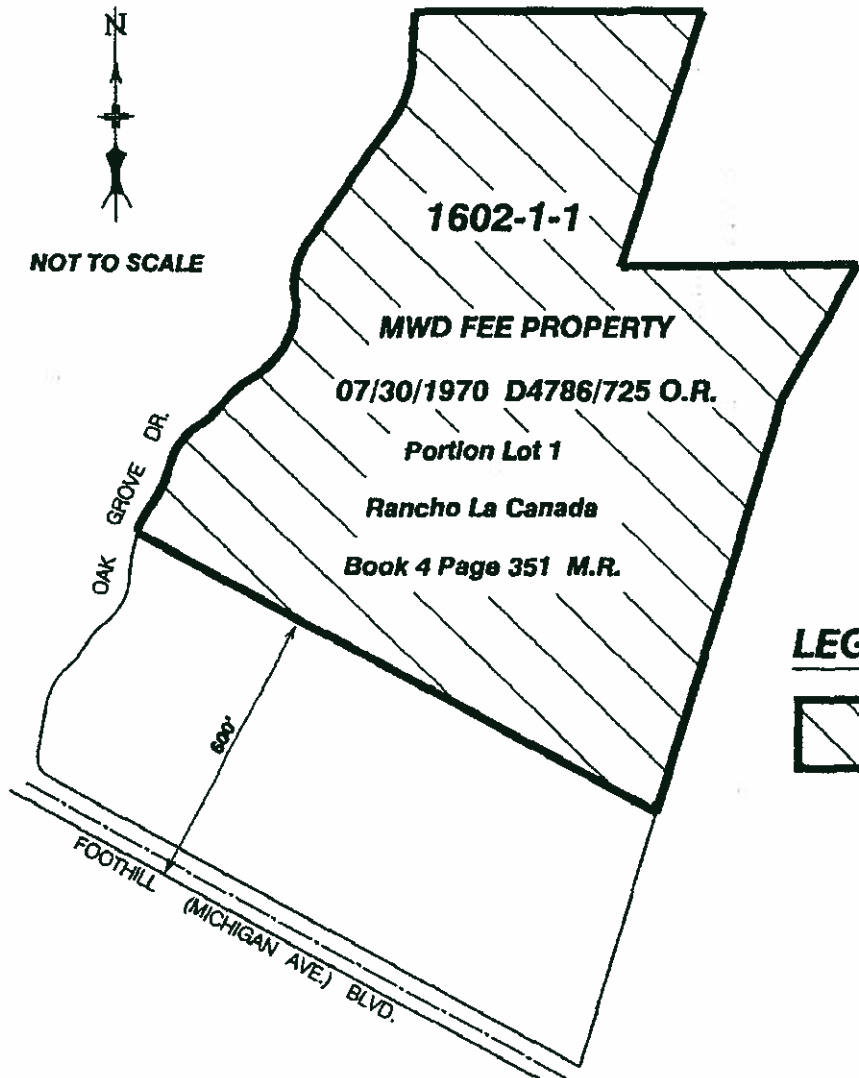 N
NOT TO SCALE
1602-1-1
MWD FEE PROPERTY
07/30/1970 D4786/725 O.R.
Portion Lot 1
Rancho La Canada
Book 4 Page 351 M.R.
OAK GROVE DR.
600'
FOOTHILL (MICHIGAN AVE.) BLVD.
LEG